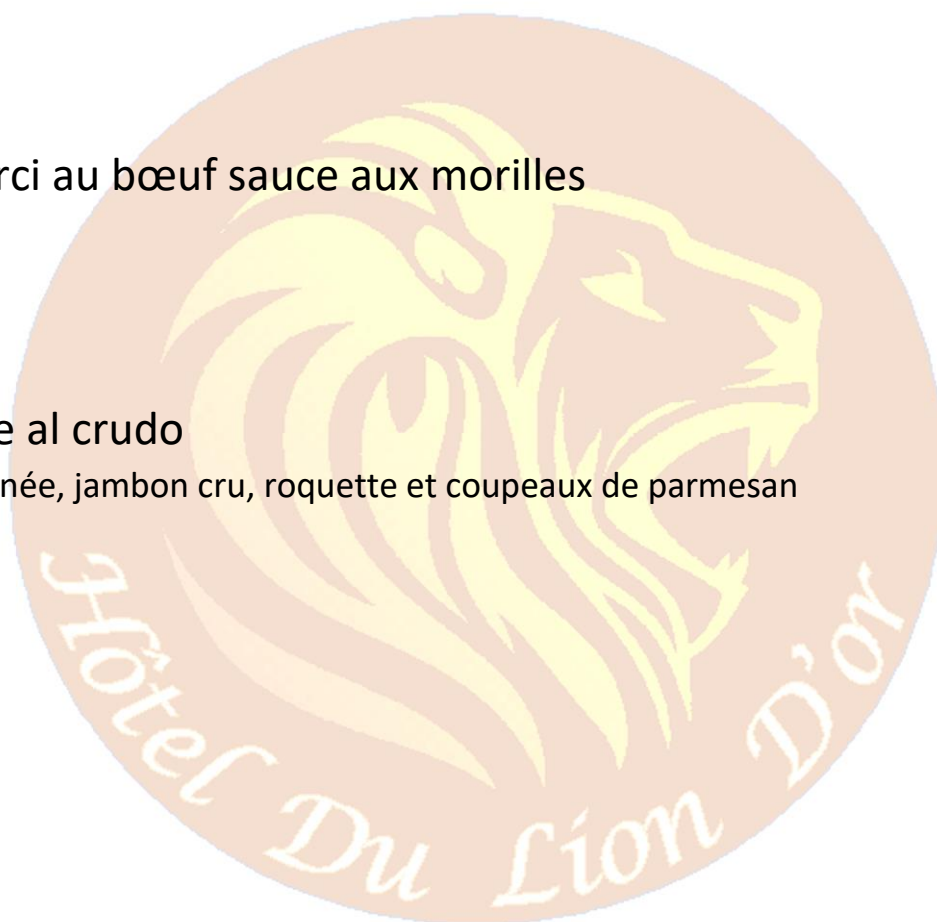 rci au bœuf sauce aux morilles
e al crudo
née, jambon cru, roquette et coupeaux de parmesan
Hôtel Du Lion D'or